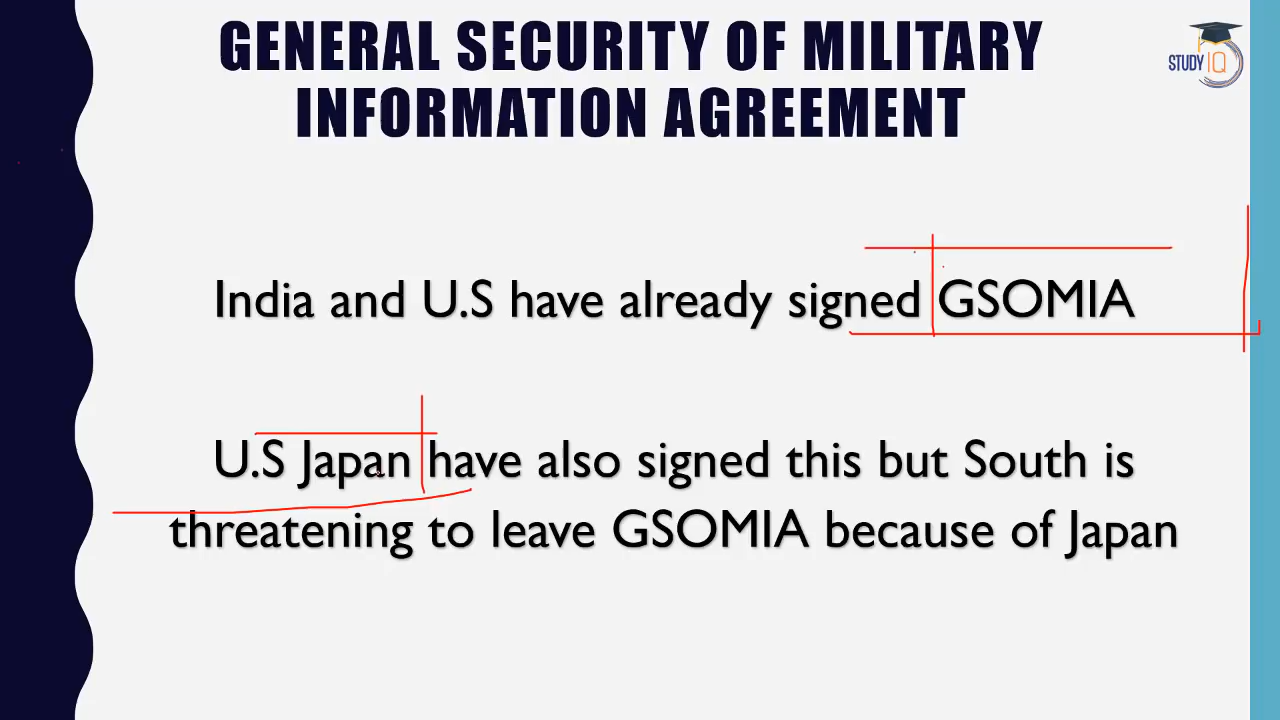 GENERAL SECURITY OF MILITARY
INFORMATION AGREEMENT
STUDY IQ
India and U.S have already signed GSOMIA
U.S Japan have also signed this but South is
threatening to leave GSOMIA because of Japan